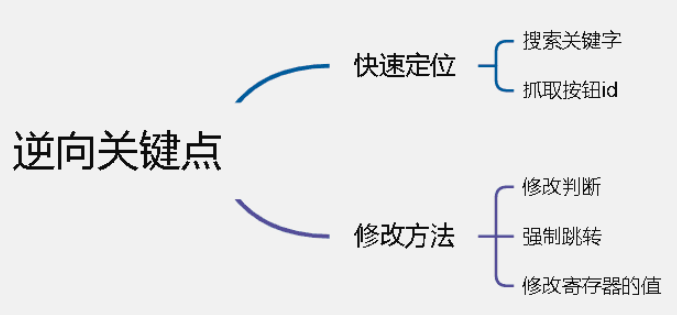 逆向关键点
快速定位
搜索关键字
抓取按钮id
修改方法
修改判断
强制跳转
修改寄存器的值